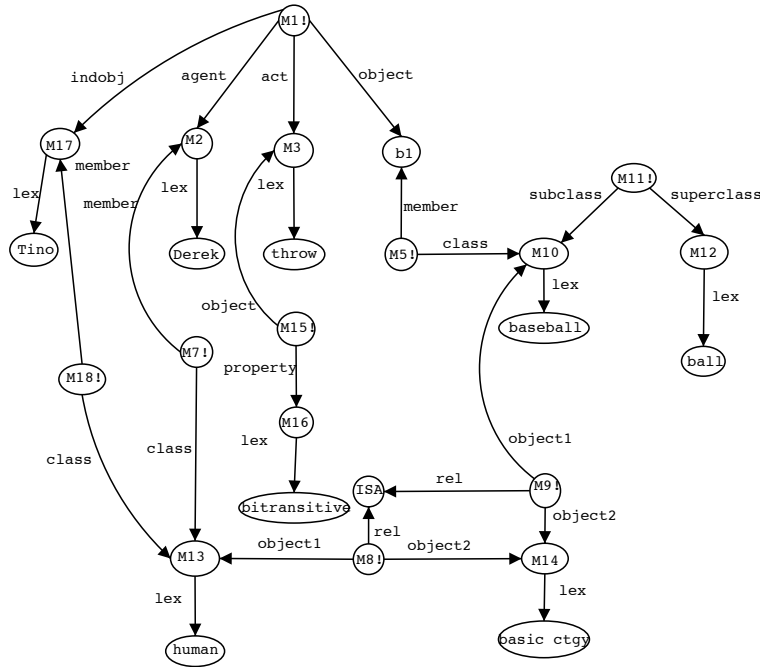 M1!
indobj
agent
act
object
M17
M2
M3
b1
member
lex
member
lex
lex
member
M11!
subclass
superclass
Tino
Derek
throw
M5!
class
M10
M12
lex
lex
object
M15!
baseball
M7!
property
ball
M18!
M16
class
class
lex
object1
bitransitive
ISA
rel
M9!
object2
rel
M13
object1
M8!
object2
M14
lex
lex
human
basic ctgy